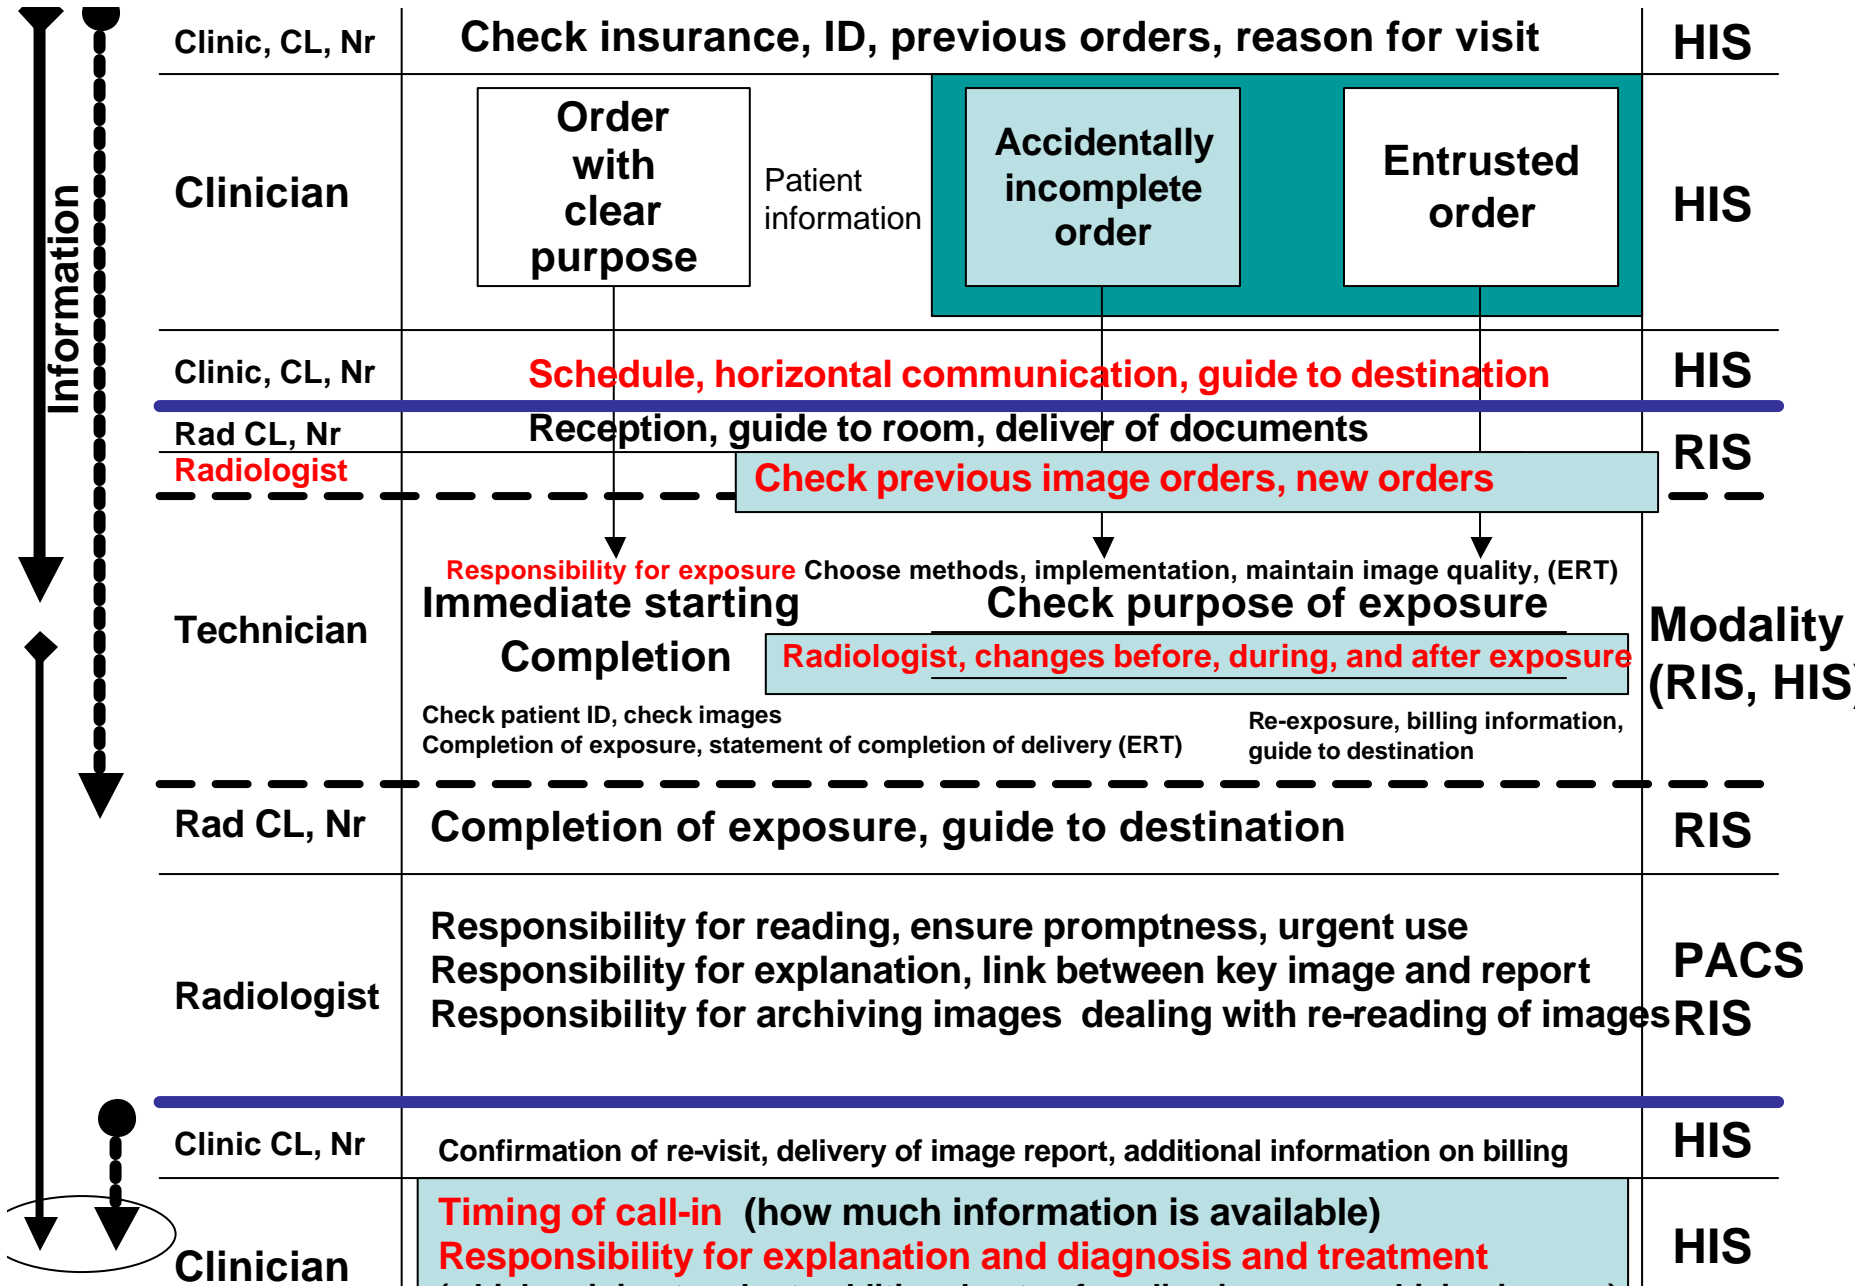 Information
Clinic, CL, Nr
Check insurance, ID, previous orders, reason for visit
HIS
Clinician
Order
with
clear
purpose
Patient
information
Accidentally
incomplete
order
Entrusted
order
HIS
Clinic, CL, Nr
Schedule, horizontal communication, guide to destination
HIS
Rad CL, Nr
Reception, guide to room, deliver of documents
RIS
Radiologist
Check previous image orders, new orders
Technician
Responsibility for exposure Choose methods, implementation, maintain image quality, (ERT)
Immediate starting
Check purpose of exposure
Completion
Radiologist, changes before, during, and after exposure
Modality
(RIS, HIS)
Check patient ID, check images
Completion of exposure, statement of completion of delivery (ERT)
Re-exposure, billing information,
guide to destination
Rad CL, Nr
Completion of exposure, guide to destination
RIS
Radiologist
Responsibility for reading, ensure promptness, urgent use
Responsibility for explanation, link between key image and report
Responsibility for archiving images dealing with re-reading of images
PACS
RIS
Clinic CL, Nr
Confirmation of re-visit, delivery of image report, additional information on billing
HIS
Clinician
Timing of call-in (how much information is available)
Responsibility for explanation and diagnosis and treatment
HIS